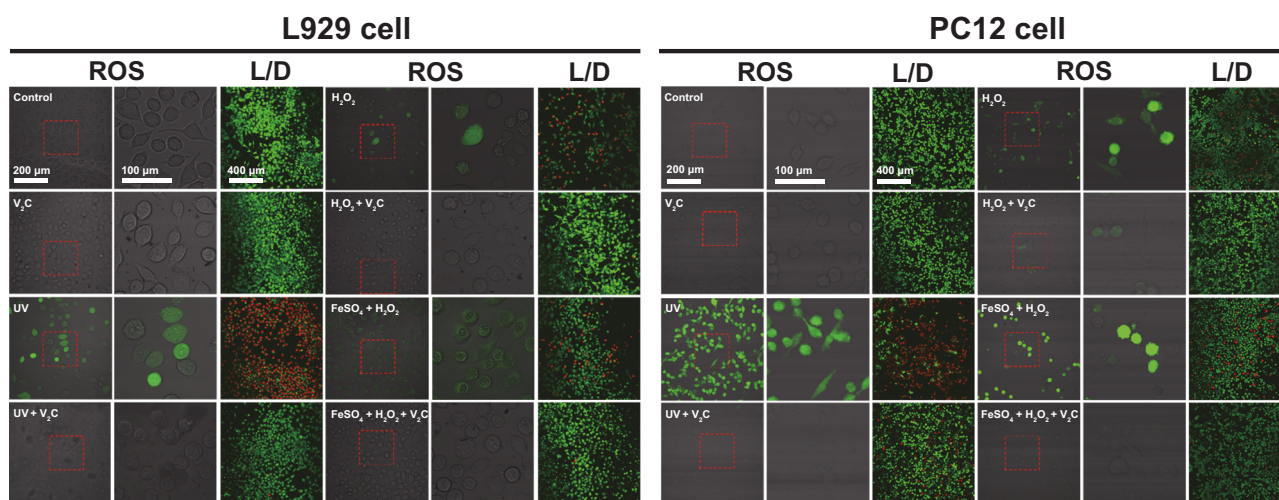 L929 cell
PC12 cell
ROS L/D ROS L/D
ROS L/D ROS L/D
Control
H₂O₂
200 µm
100 µm
400 µm
V₂C
H₂O₂ + V₂C
UV
FeSO₄ + H₂O₂
UV + V₂C
FeSO₄ + H₂O₂ + V₂C
Control
H₂O₂
200 µm
100 µm
400 µm
V₂C
H₂O₂ + V₂C
UV
FeSO₄ + H₂O₂
UV + V₂C
FeSO₄ + H₂O₂ + V₂C